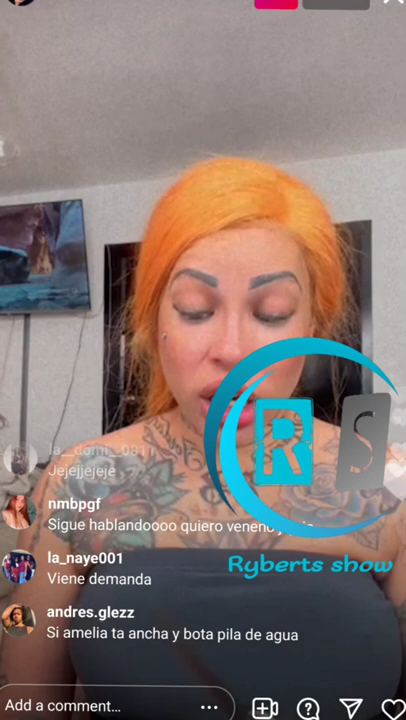 la__dami__0811
Jejejjejeje
nmbpgf
Sigue hablandoooo quiero veneno
R S
la_naye001
Ryberts show
Viene demanda
andres.glezz
Si amelia ta ancha y bota pila de agua
Add a comment...